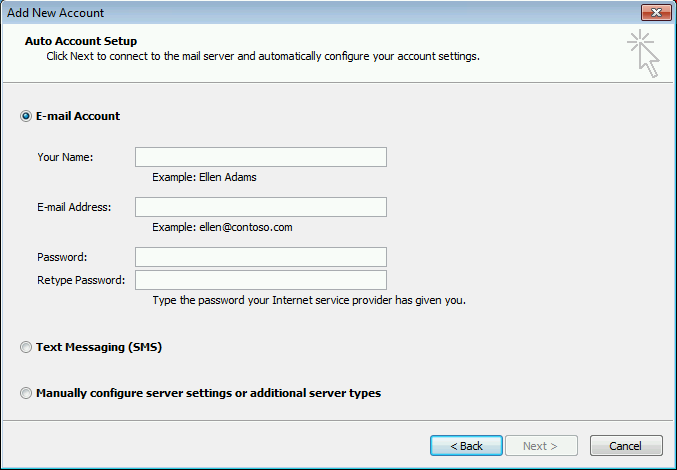 Add New Account
Auto Account Setup
Click Next to connect to the mail server and automatically configure your account settings.
E-mail Account
Your Name:
Example: Ellen Adams
E-mail Address:
Example: ellen@contoso.com
Password:
Retype Password:
Type the password your Internet service provider has given you.
Text Messaging (SMS)
Manually configure server settings or additional server types
< Back Next > Cancel